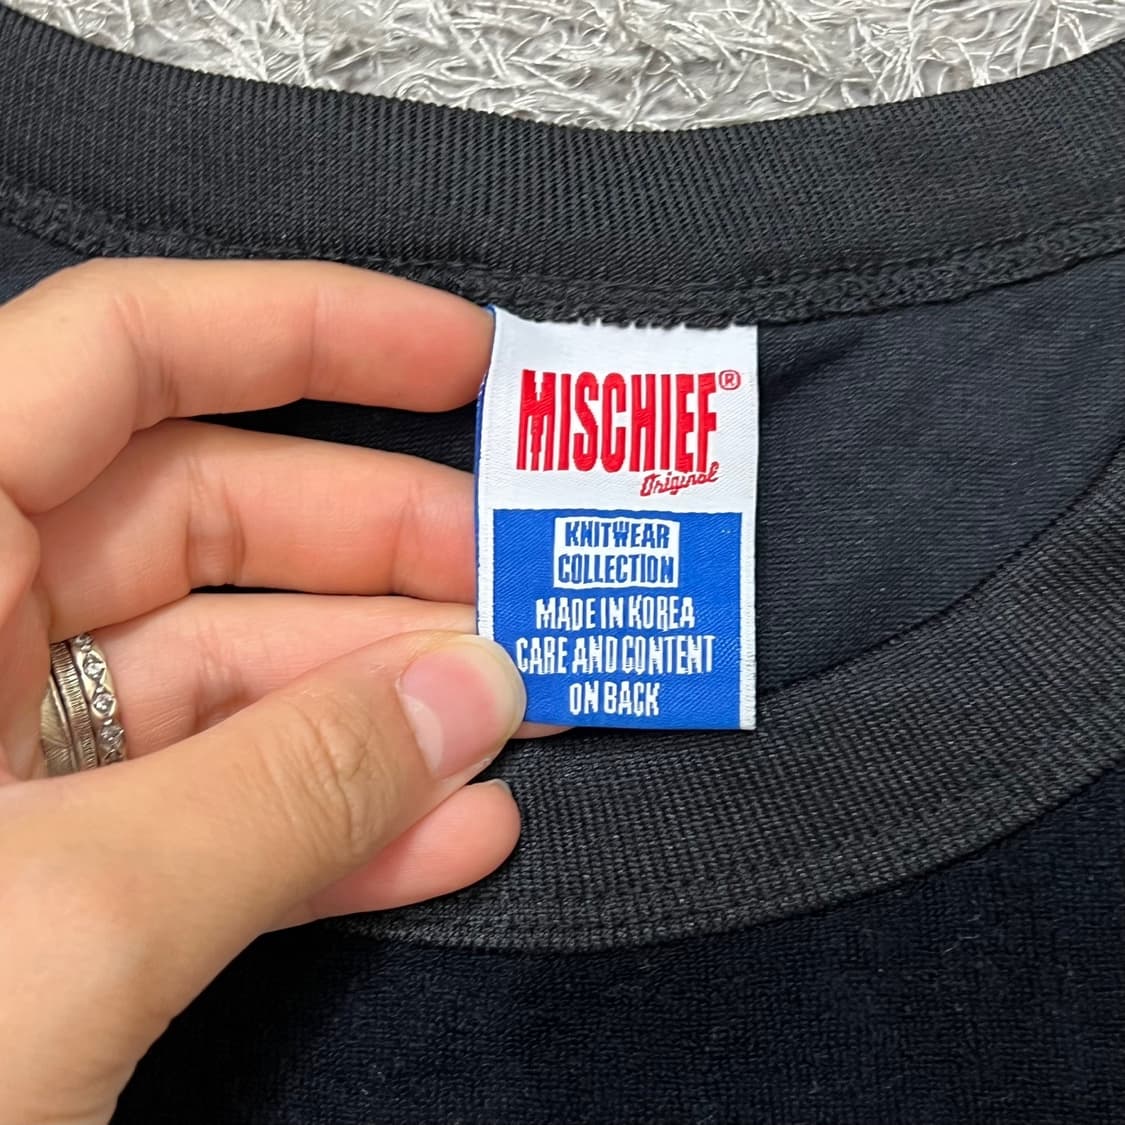 MISCHIEF®
Original
KNITWEAR
COLLECTION
MADE IN KOREA
CARE AND CONTENT
ON BACK